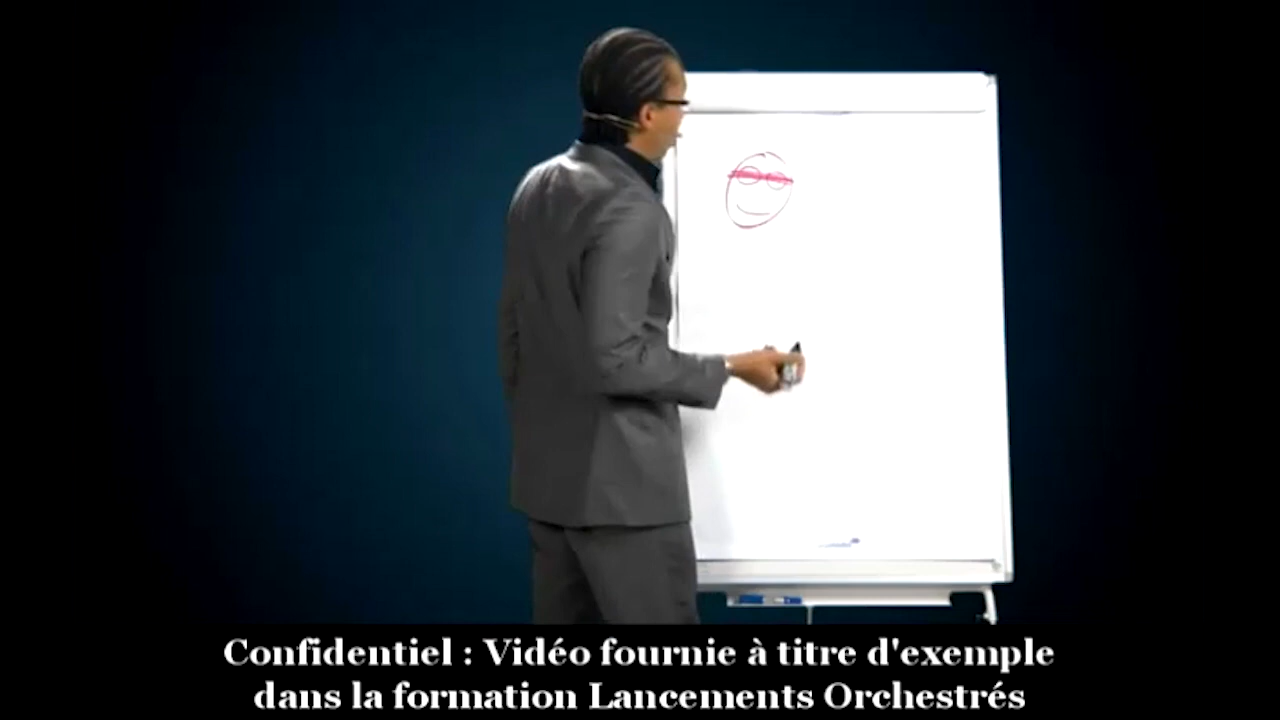 Confidentiel : Vidéo fournie à titre d'exemple
dans la formation Lancements Orchestrés